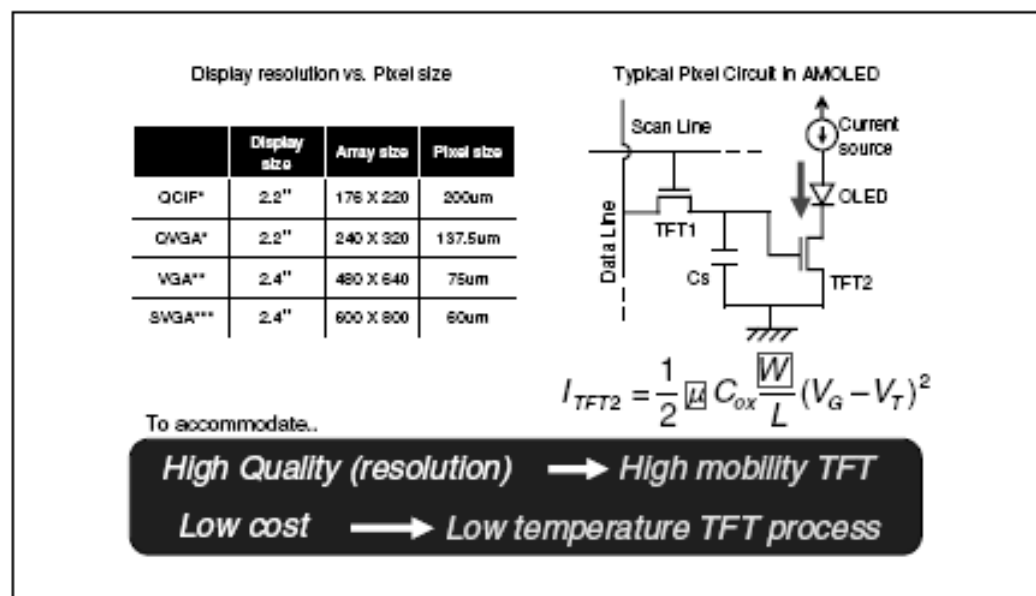 Display resolution vs. Pixel size
Display size Array size Pixel size
QCIF* 2.2" 176 X 220 200um
QVGA* 2.2" 240 X 320 137.5um
VGA** 2.4" 480 X 640 75um
SVGA*** 2.4" 600 X 800 60um
Typical Pixel Circuit in AMOLED
Scan Line
Current source
OLED
TFT1
Data Line
Cs
TFT2
I_TFT2 = 1/2 μ C_ox W/L (V_G – V_T)²
To accommodate..
High Quality (resolution) → High mobility TFT
Low cost → Low temperature TFT process